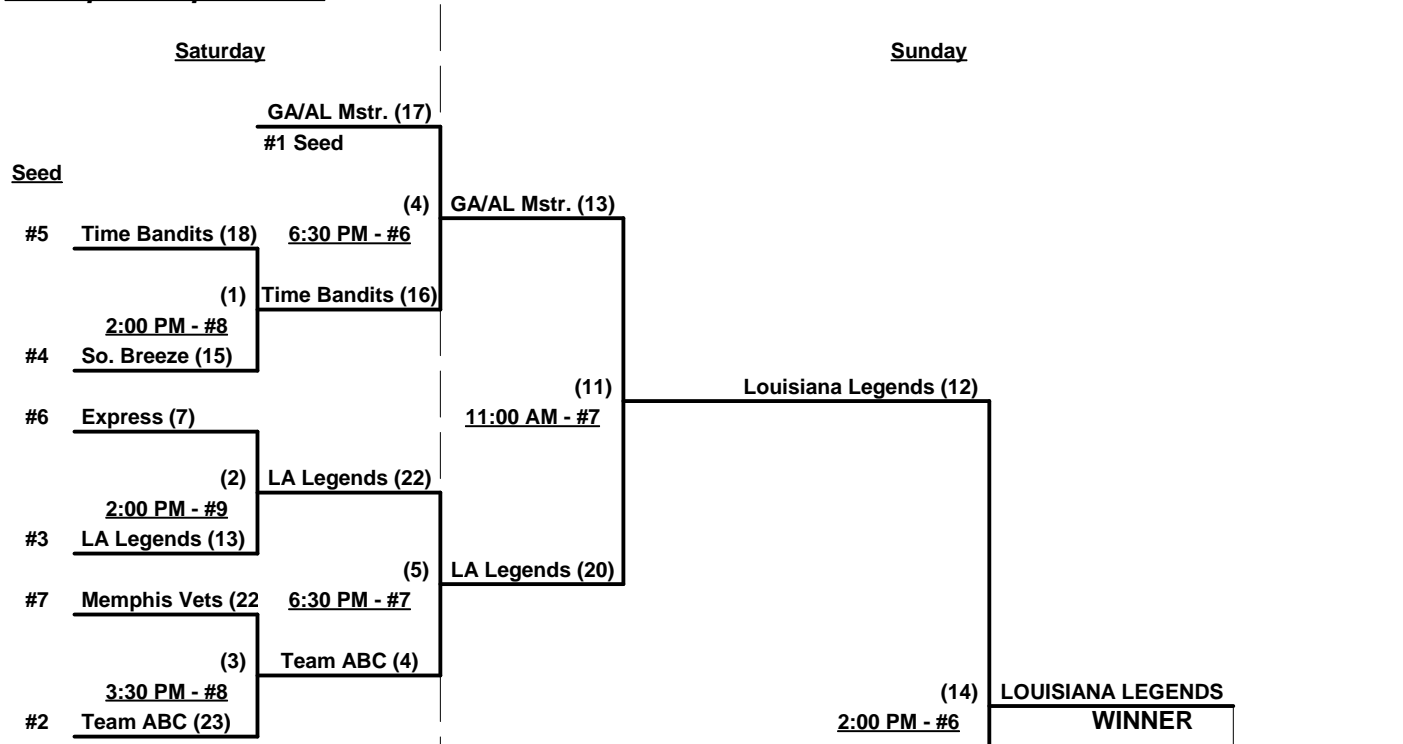 Saturday
Sunday
GA/AL Mstr. (17)
#1 Seed
Seed
(4)
GA/AL Mstr. (13)
#5
Time Bandits (18)
6:30 PM - #6
(1)
Time Bandits (16)
2:00 PM - #8
#4
So. Breeze (15)
(11)
Louisiana Legends (12)
#6
Express (7)
11:00 AM - #7
(2)
LA Legends (22)
2:00 PM - #9
#3
LA Legends (13)
(5)
LA Legends (20)
#7
Memphis Vets (22
6:30 PM - #7
(3)
Team ABC (4)
3:30 PM - #8
(14)
LOUISIANA LEGENDS
#2
Team ABC (23)
2:00 PM - #6
WINNER